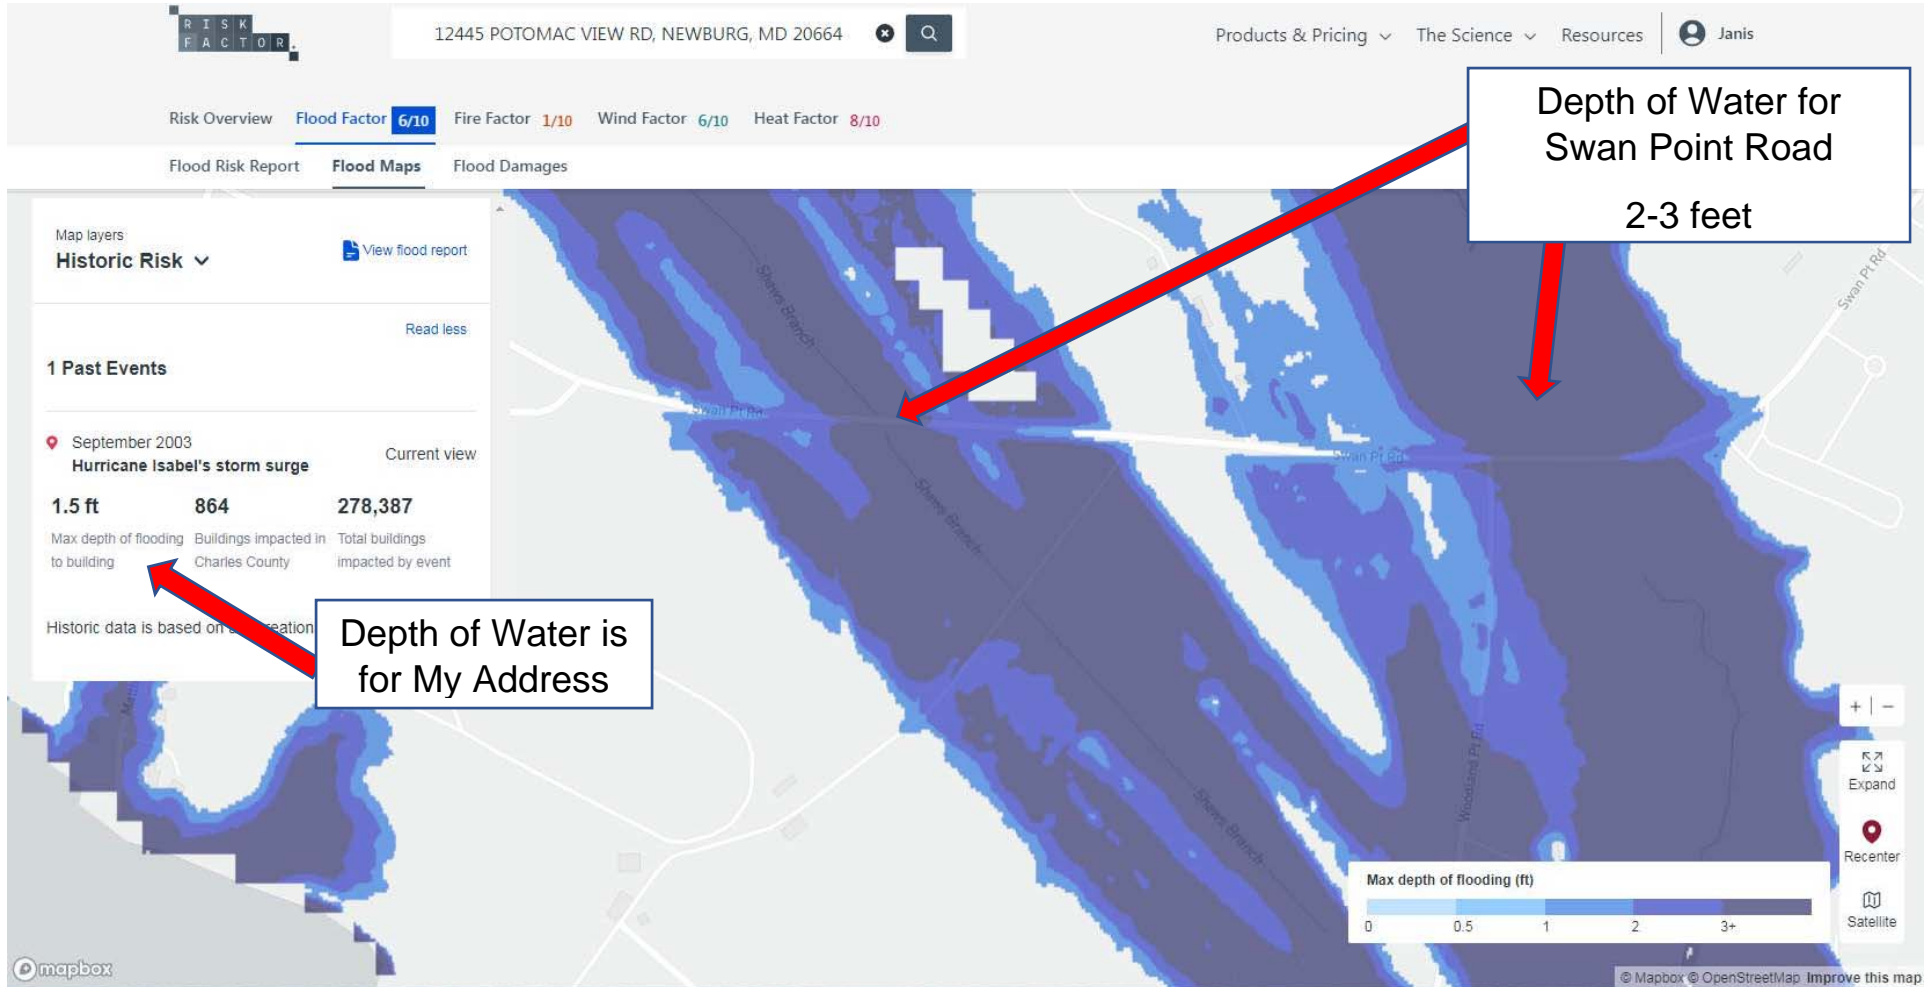 RISK
FACTOR.
12445 POTOMAC VIEW RD, NEWBURG, MD 20664
Products & Pricing
The Science
Resources
Janis
Risk Overview
Flood Factor 6/10
Fire Factor 1/10
Wind Factor 6/10
Heat Factor 8/10
Flood Risk Report
Flood Maps
Flood Damages
Depth of Water for
Swan Point Road
2-3 feet
Map layers
Historic Risk
View flood report
Read less
1 Past Events
September 2003
Hurricane Isabel's storm surge
Current view
1.5 ft
Max depth of flooding
to building
864
Buildings impacted in
Charles County
278,387
Total buildings
impacted by event
Historic data is based on
Depth of Water is
for My Address
Shaws Branch
Swan Pt Rd
Swan Pt Rd
Swan Pt Rd
Shaws Branch
Shaws Branch
Woodland Pt Rd
+ | −
Expand
Recenter
Satellite
Max depth of flooding (ft)
0 0.5 1 2 3+
mapbox
© Mapbox © OpenStreetMap Improve this map